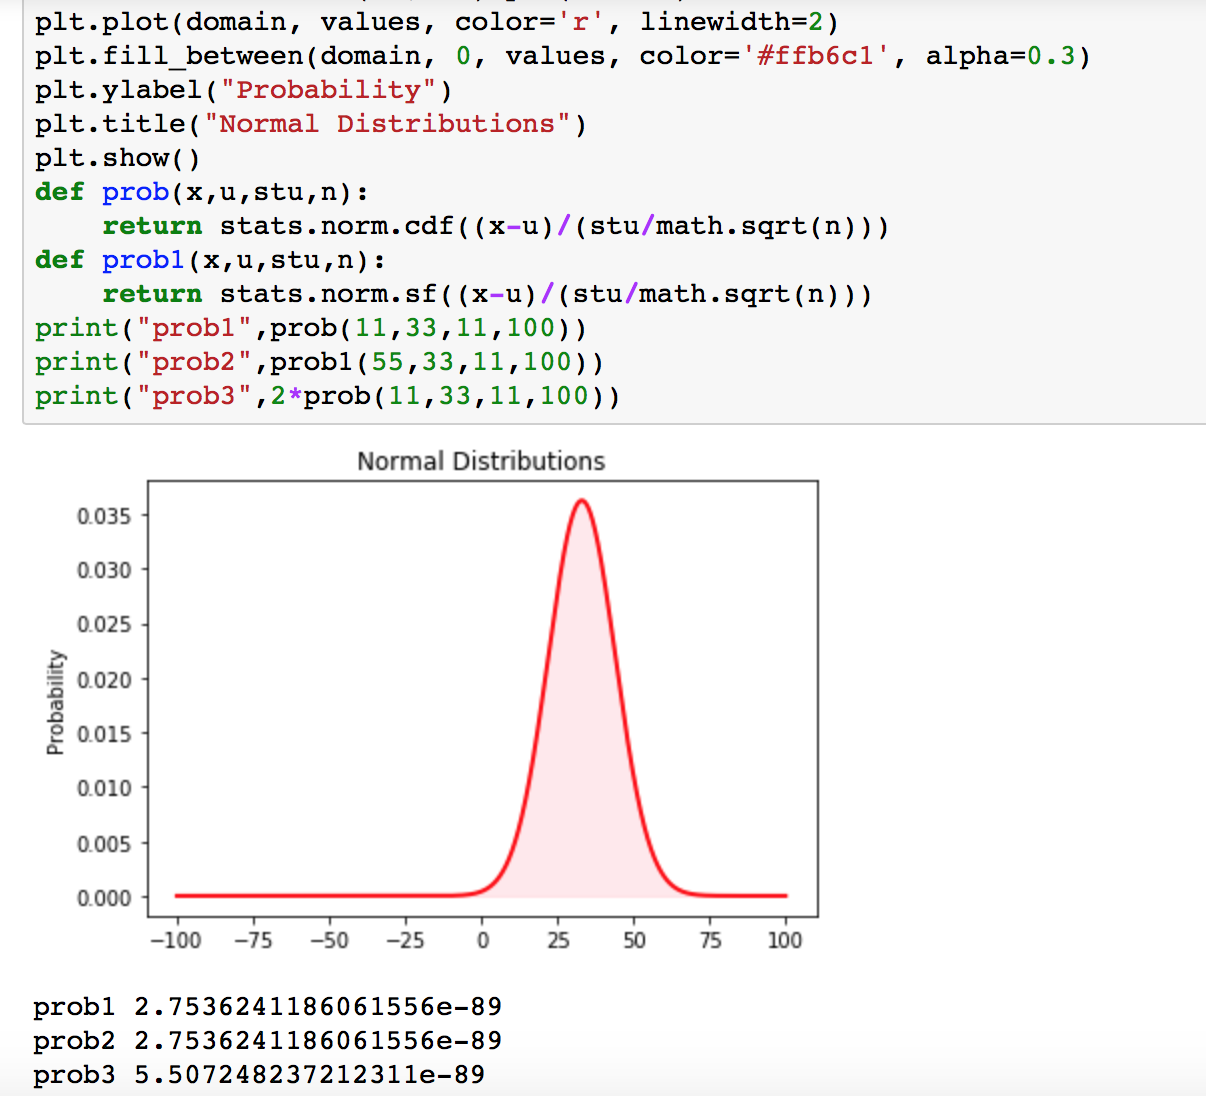 plt.plot(domain, values, color='r', linewidth=2)
plt.fill_between(domain, 0, values, color='#ffb6c1', alpha=0.3)
plt.ylabel("Probability")
plt.title("Normal Distributions")
plt.show()
def prob(x,u,stu,n):
    return stats.norm.cdf((x-u)/(stu/math.sqrt(n)))
def prob1(x,u,stu,n):
    return stats.norm.sf((x-u)/(stu/math.sqrt(n)))
print("prob1",prob(11,33,11,100))
print("prob2",prob1(55,33,11,100))
print("prob3",2*prob(11,33,11,100))
Normal Distributions
0.035
0.030
0.025
0.020
0.015
0.010
0.005
0.000
Probability
−100 −75 −50 −25 0 25 50 75 100
prob1 2.7536241186061556e-89
prob2 2.7536241186061556e-89
prob3 5.507248237212311e-89